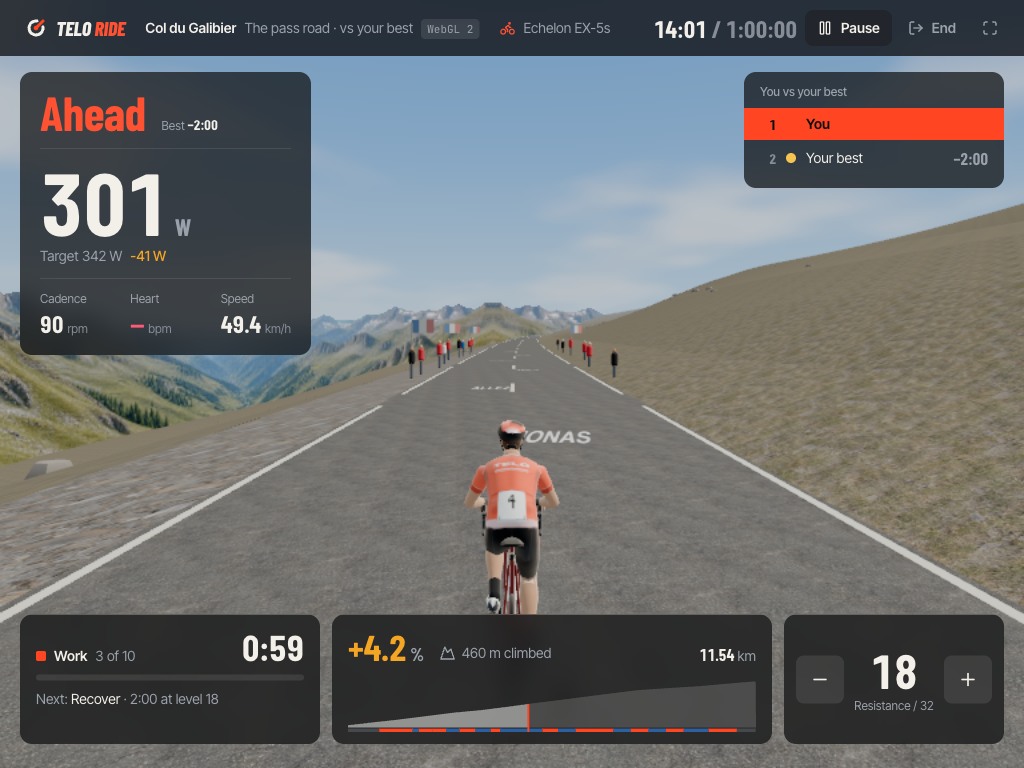 TELO RIDE Col du Galibier The pass road · vs your best WebGL 2 Echelon EX-5s 14:01 / 1:00:00 Pause End
Ahead Best −2:00
301 W
Target 342 W -41 W
Cadence Heart Speed
90 rpm — bpm 49.4 km/h
You vs your best
1 You
2 Your best −2:00
ALLEZ
ONAS
TELO
4
Work 3 of 10 0:59
Next: Recover · 2:00 at level 18
+4.2 % 460 m climbed 11.54 km
− 18 +
Resistance / 32